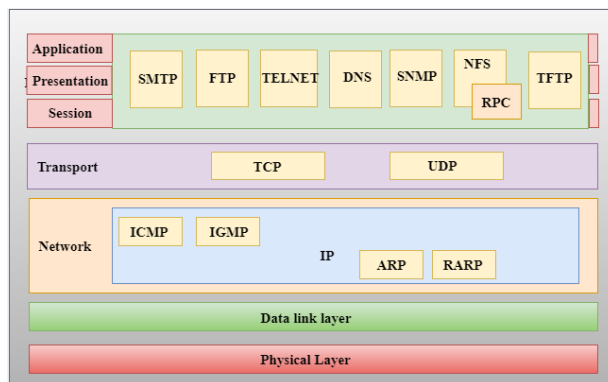 Application
Presentation
Session
SMTP
FTP
TELNET
DNS
SNMP
NFS
RPC
TFTP
Transport
TCP
UDP
Network
ICMP
IGMP
IP
ARP
RARP
Data link layer
Physical Layer